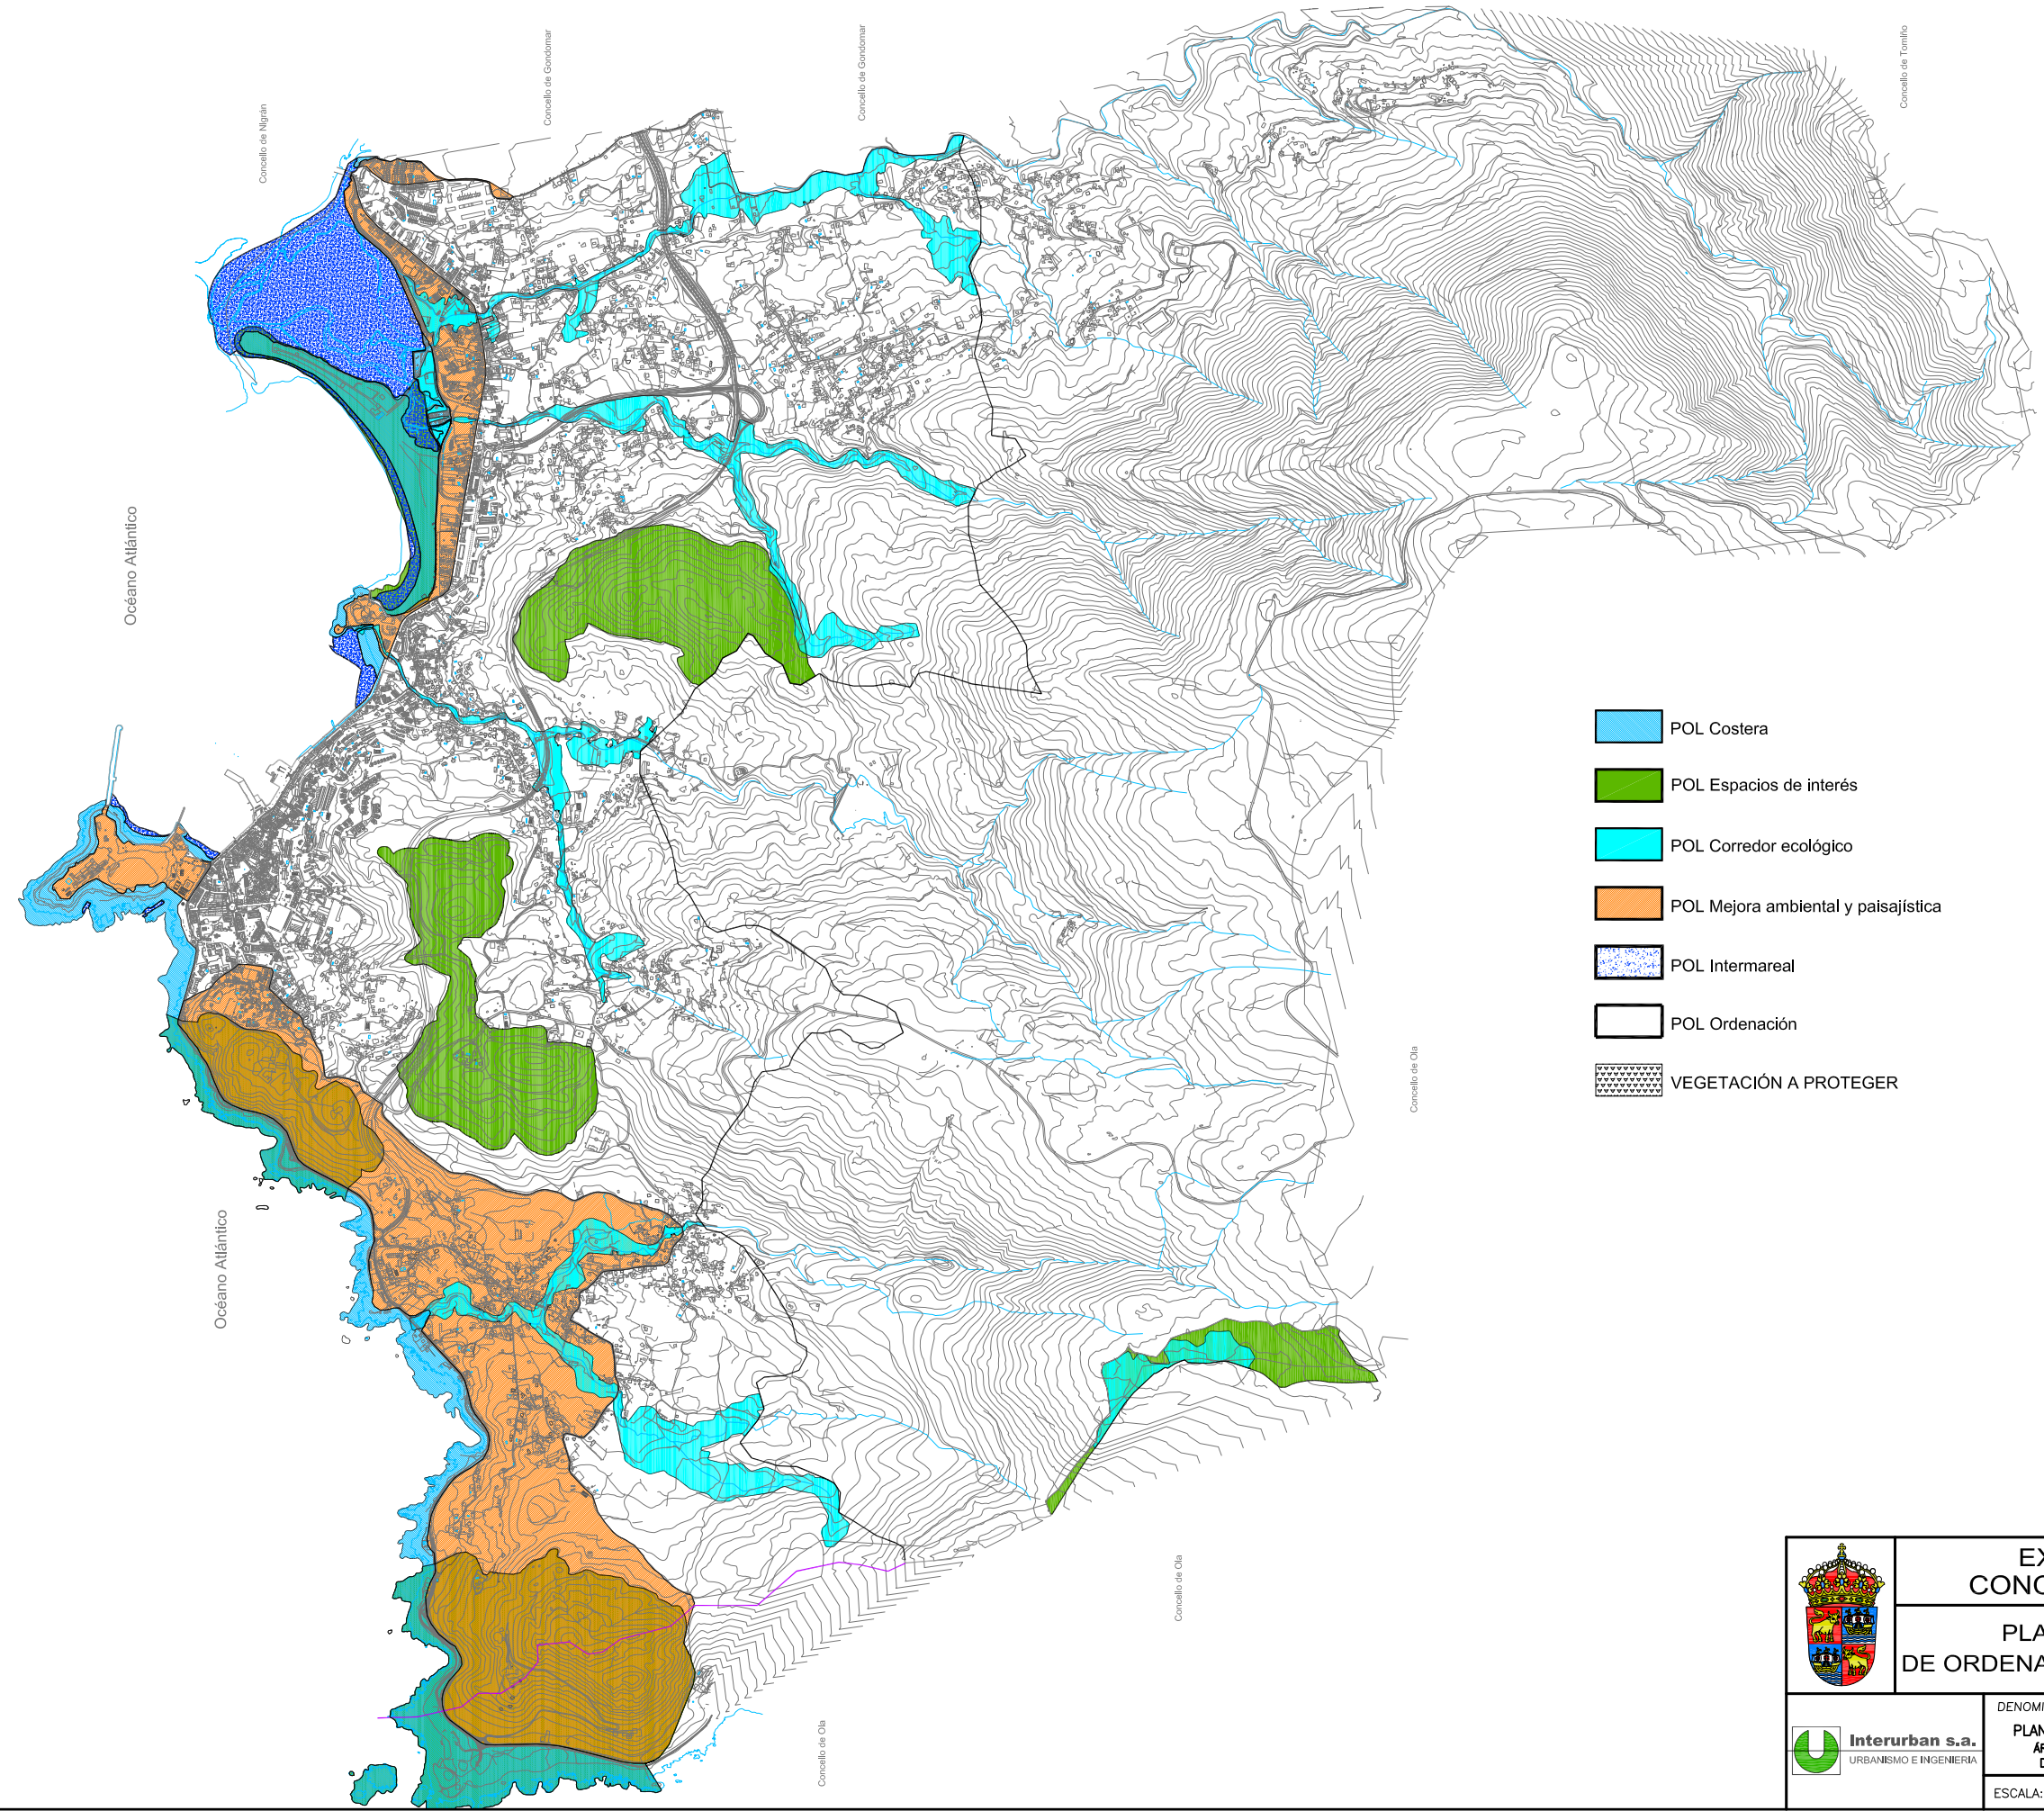 Concello de Nigrán
Concello de Gondomar
Concello de Gondomar
Concello de Tomiño
Océano Atlántico
POL Costera
POL Espacios de interés
POL Corredor ecológico
POL Mejora ambiental y paisajística
POL Intermareal
POL Ordenación
VEGETACIÓN A PROTEGER
Concello de Oia
Océano Atlántico
Concello de Oia
Concello de Oia
EX
CONC
PLA
DE ORDENA
Interurban s.a.
URBANISMO E INGENIERIA
DENOMI
PLAN
ÁR
D
ESCALA: